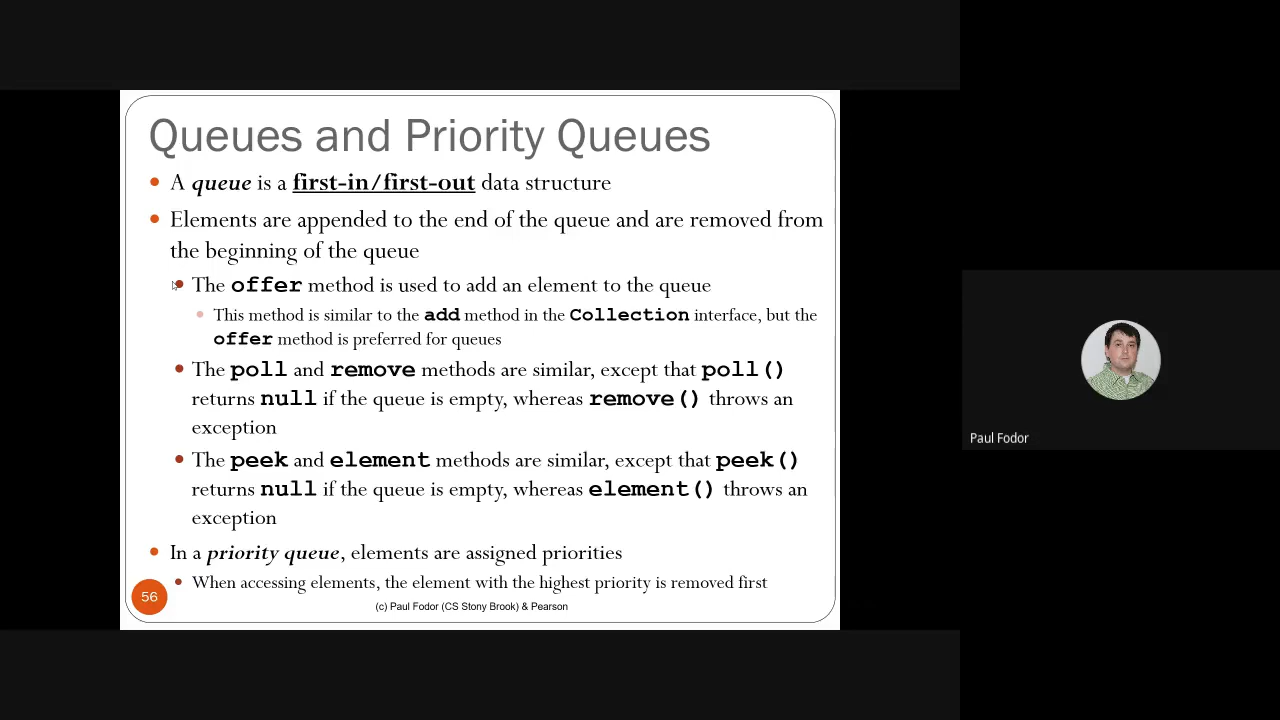 Queues and Priority Queues
A queue is a first-in/first-out data structure
Elements are appended to the end of the queue and are removed from
the beginning of the queue
The offer method is used to add an element to the queue
This method is similar to the add method in the Collection interface, but the
offer method is preferred for queues
The poll and remove methods are similar, except that poll()
returns null if the queue is empty, whereas remove() throws an
exception
The peek and element methods are similar, except that peek()
returns null if the queue is empty, whereas element() throws an
exception
In a priority queue, elements are assigned priorities
When accessing elements, the element with the highest priority is removed first
56
(c) Paul Fodor (CS Stony Brook) & Pearson
Paul Fodor